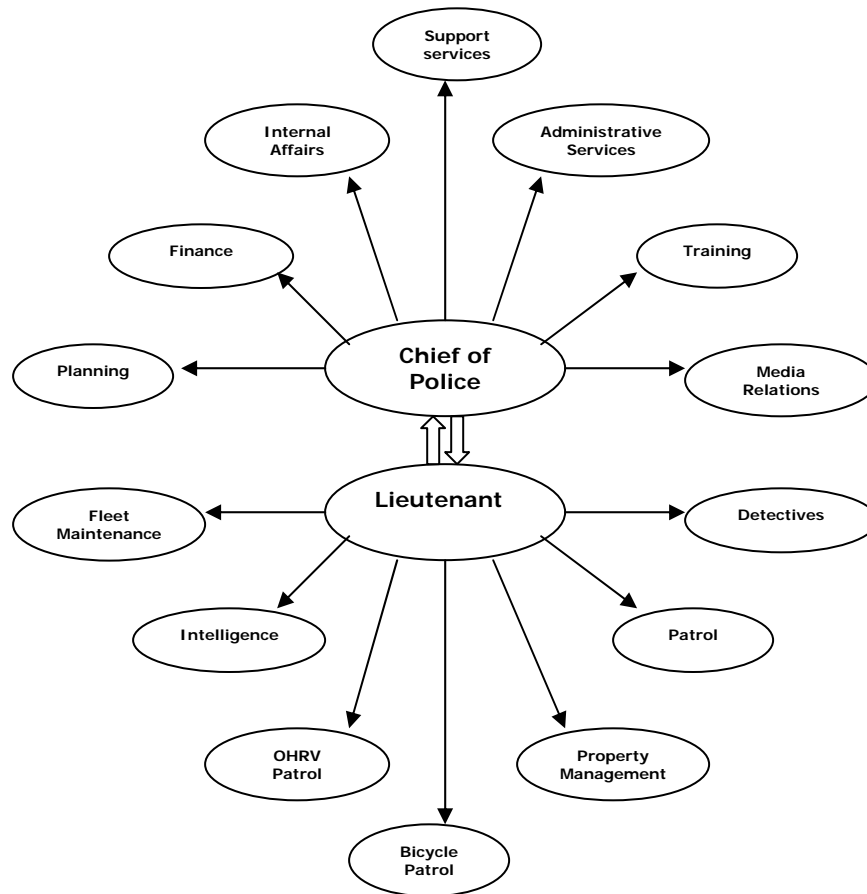 Support
services
Internal
Affairs
Administrative
Services
Finance
Training
Chief of
Police
Planning
Media
Relations
Lieutenant
Fleet
Maintenance
Detectives
Intelligence
Patrol
OHRV
Patrol
Property
Management
Bicycle
Patrol